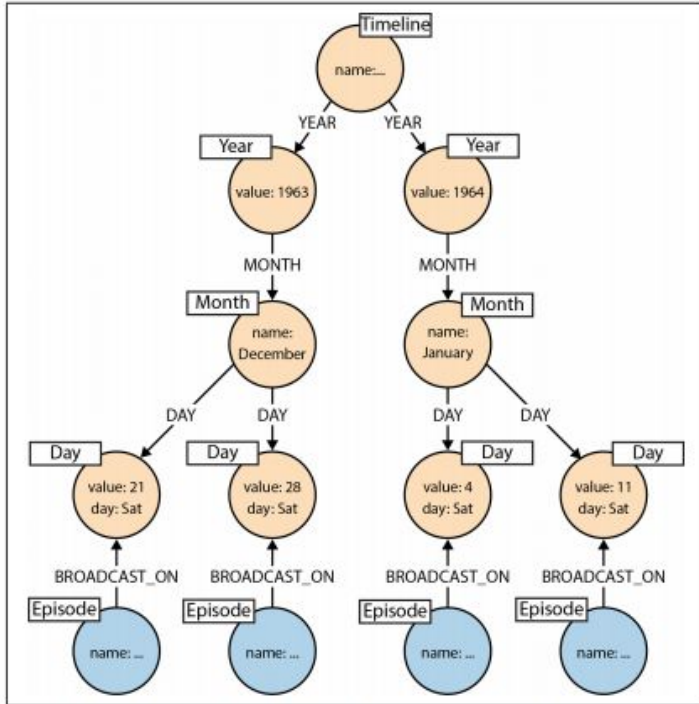 Timeline
name:...
YEAR YEAR
Year Year
value: 1963 value: 1964
MONTH MONTH
Month Month
name: name:
December January
DAY DAY DAY DAY
Day Day Day Day
value: 21 value: 28 value: 4 value: 11
day: Sat day: Sat day: Sat day: Sat
BROADCAST_ON BROADCAST_ON BROADCAST_ON BROADCAST_ON
Episode Episode Episode Episode
name: ... name: ... name: ... name: ...